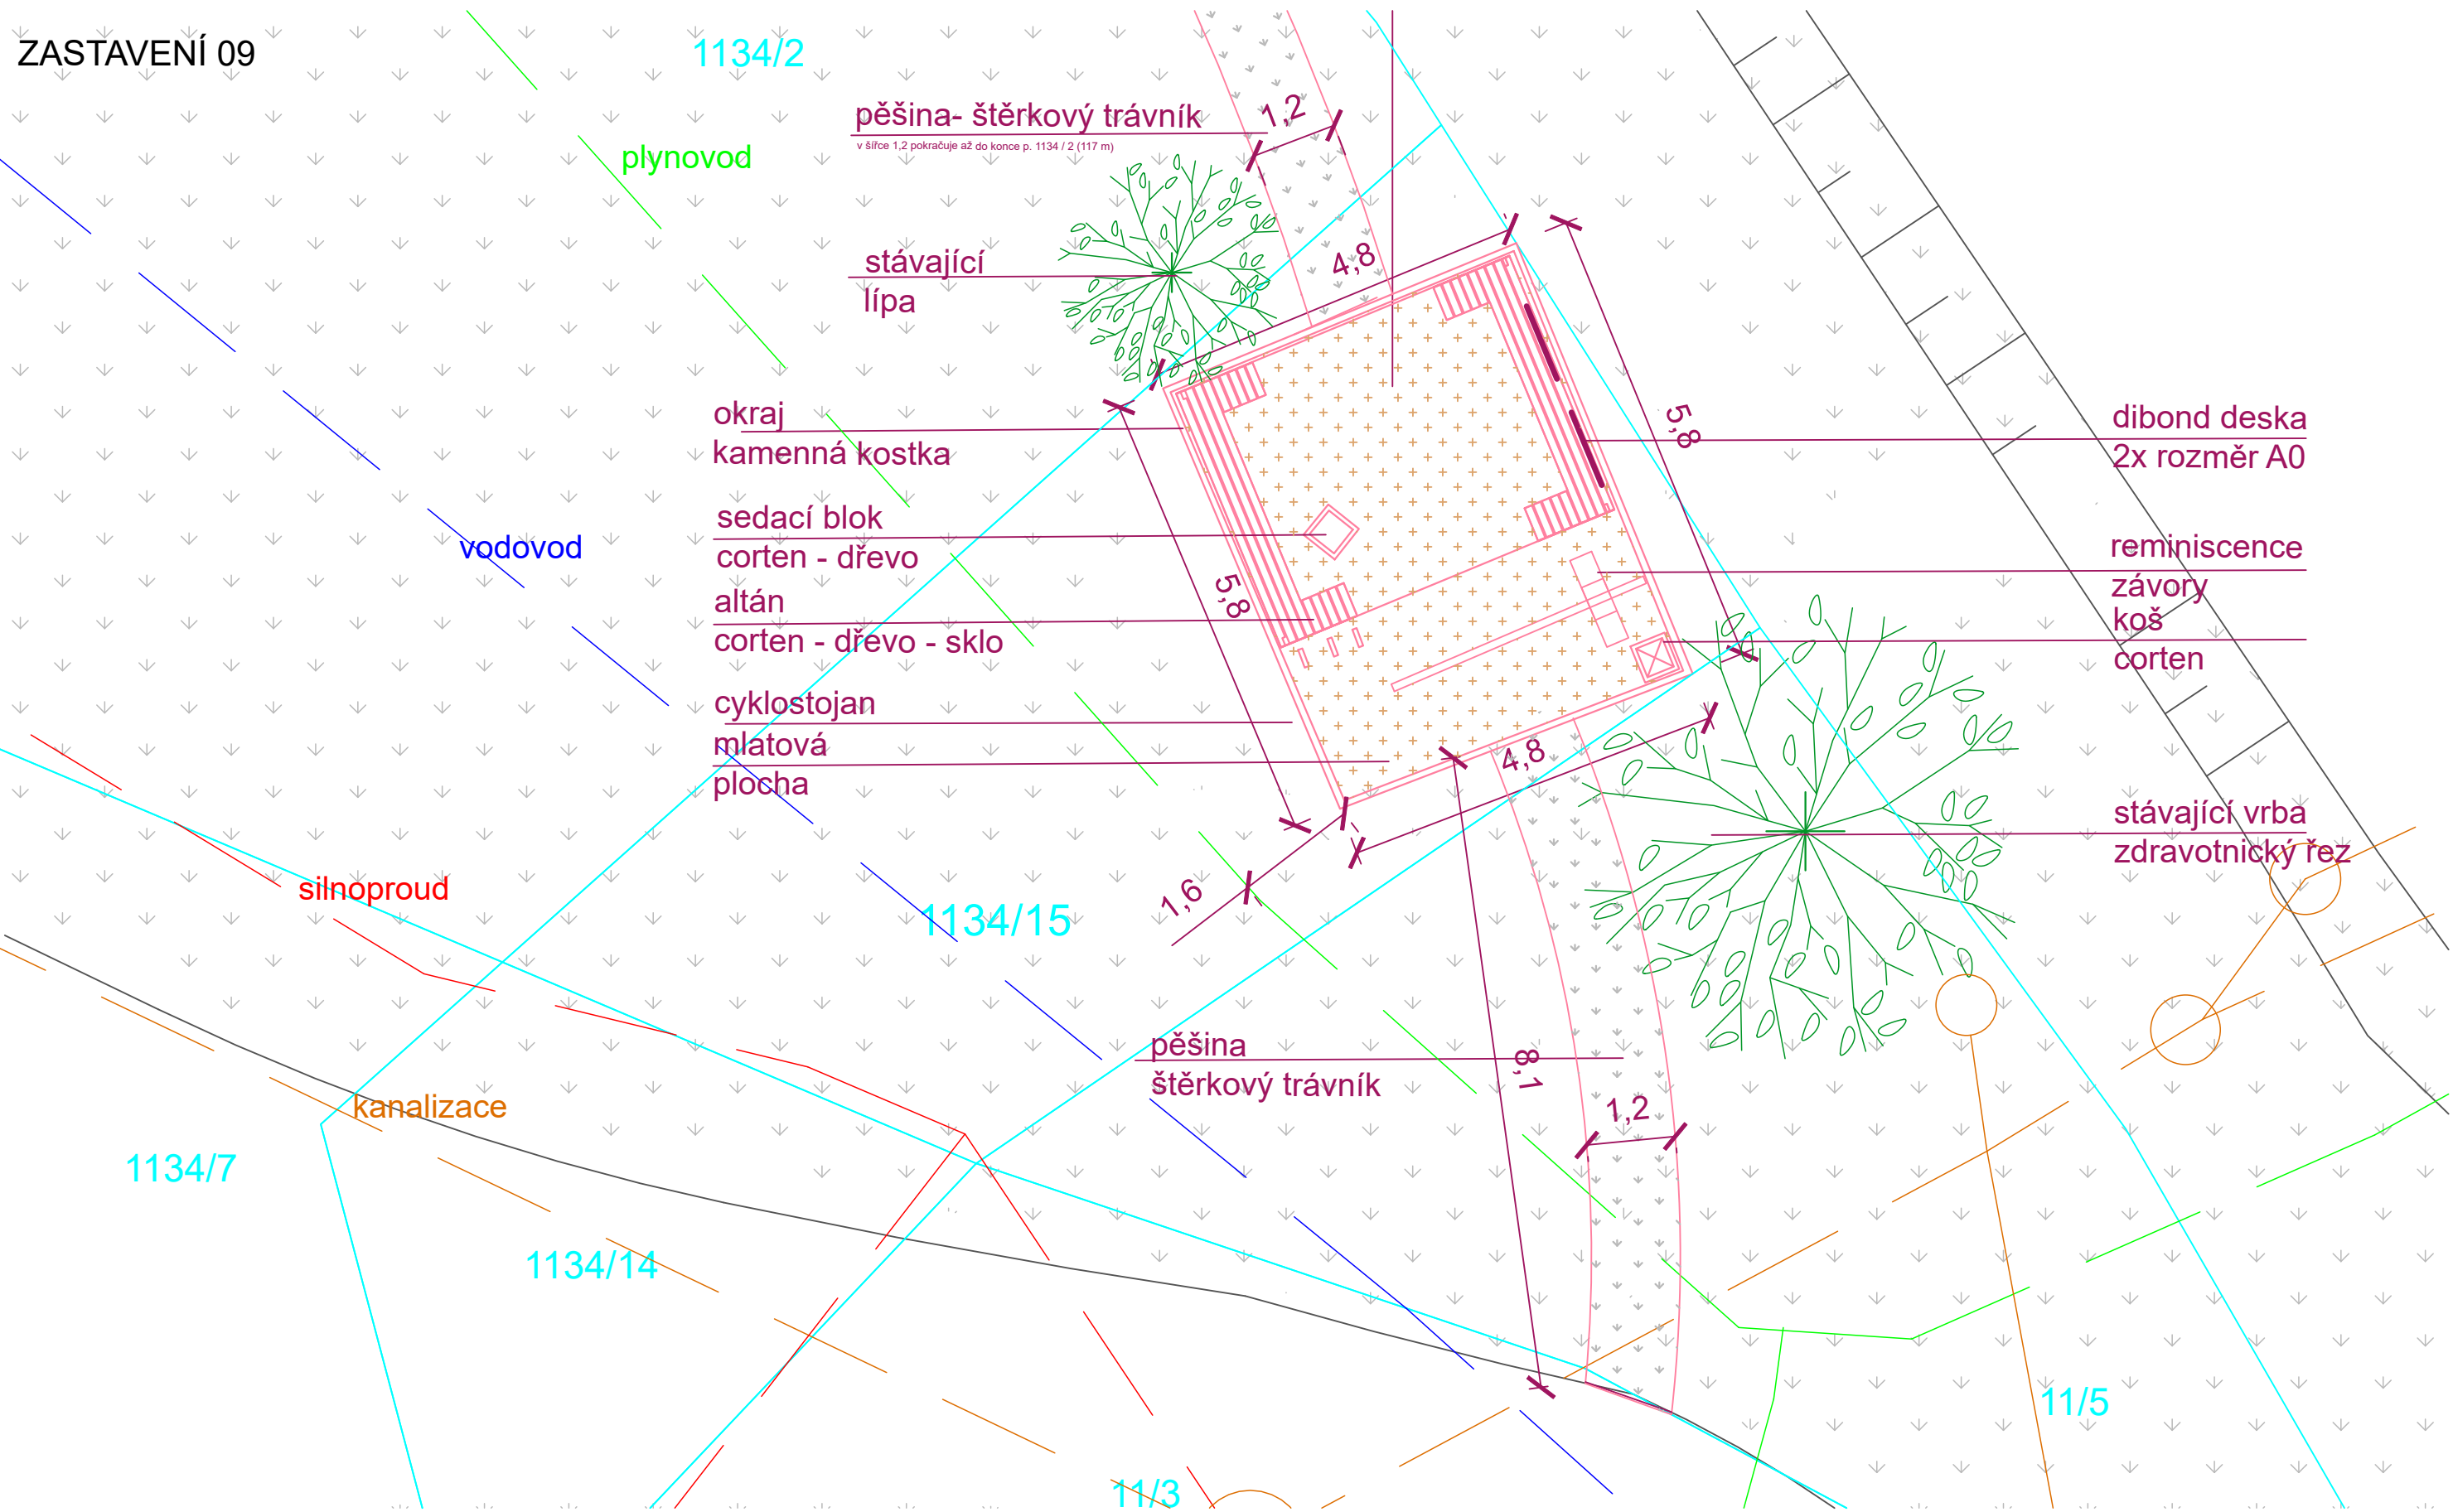 ZASTAVENÍ 09
1134/2
pěšina- štěrkový trávník
v šířce 1,2 pokračuje až do konce p. 1134 / 2 (117 m)
1,2
plynovod
stávající
lípa
4,8
5,8
okraj
kamenná kostka
dibond deska
2x rozměr A0
sedací blok
corten - dřevo
vodovod
reminiscence
závory
altán
corten - dřevo - sklo
5,8
koš
corten
cyklostojan
mlatová
plocha
4,8
stávající vrba
zdravotnický řez
silnoproud
1,6
1134/15
pěšina
štěrkový trávník
8,1
1,2
kanalizace
1134/7
1134/14
11/5
11/3